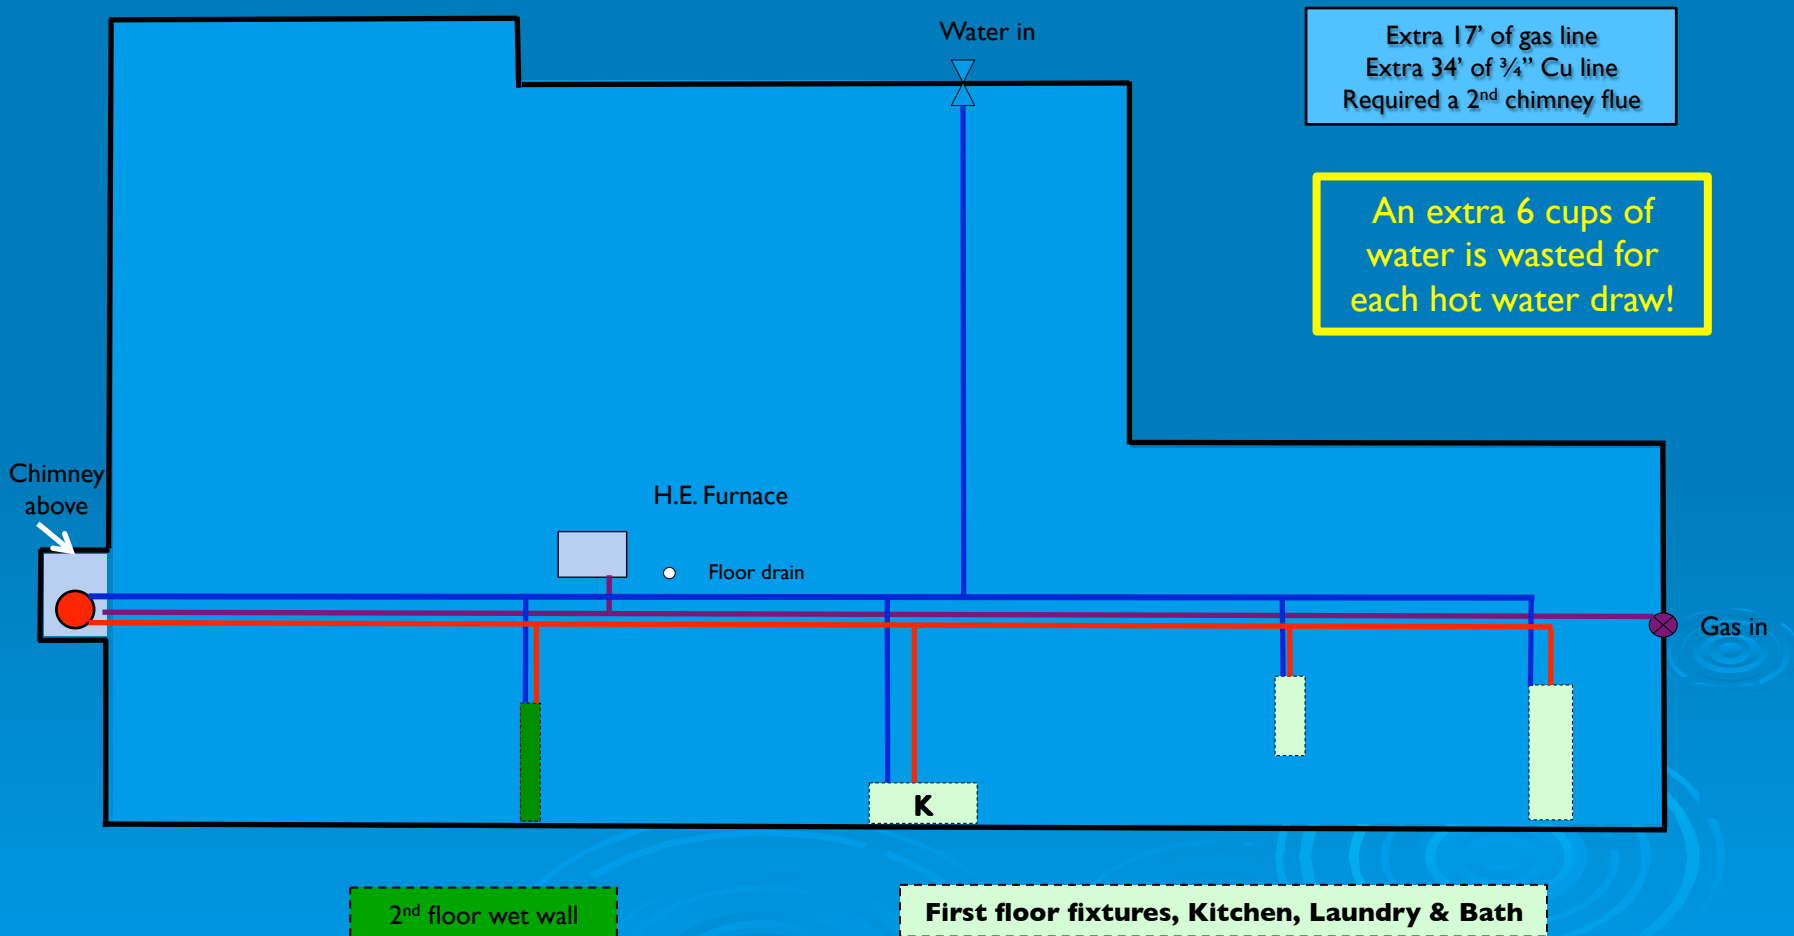 Water in
Extra 17’ of gas line
Extra 34’ of ¾” Cu line
Required a 2nd chimney flue
An extra 6 cups of
water is wasted for
each hot water draw!
Chimney
above
H.E. Furnace
Floor drain
Gas in
K
2nd floor wet wall
First floor fixtures, Kitchen, Laundry & Bath